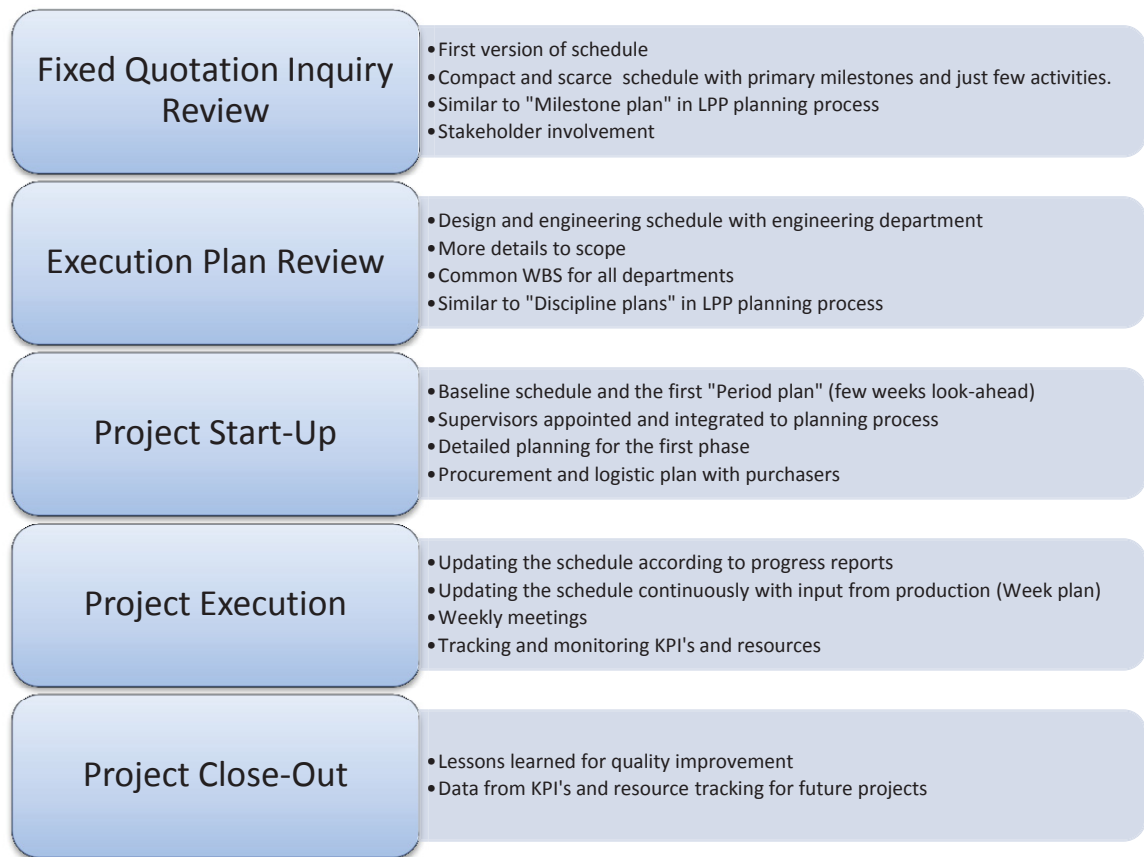 Fixed Quotation Inquiry
Review
•First version of schedule
•Compact and scarce schedule with primary milestones and just few activities.
•Similar to "Milestone plan" in LPP planning process
•Stakeholder involvement
Execution Plan Review
•Design and engineering schedule with engineering department
•More details to scope
•Common WBS for all departments
•Similar to "Discipline plans" in LPP planning process
Project Start-Up
•Baseline schedule and the first "Period plan" (few weeks look-ahead)
•Supervisors appointed and integrated to planning process
•Detailed planning for the first phase
•Procurement and logistic plan with purchasers
Project Execution
•Updating the schedule according to progress reports
•Updating the schedule continuously with input from production (Week plan)
•Weekly meetings
•Tracking and monitoring KPI's and resources
Project Close-Out
•Lessons learned for quality improvement
•Data from KPI's and resource tracking for future projects